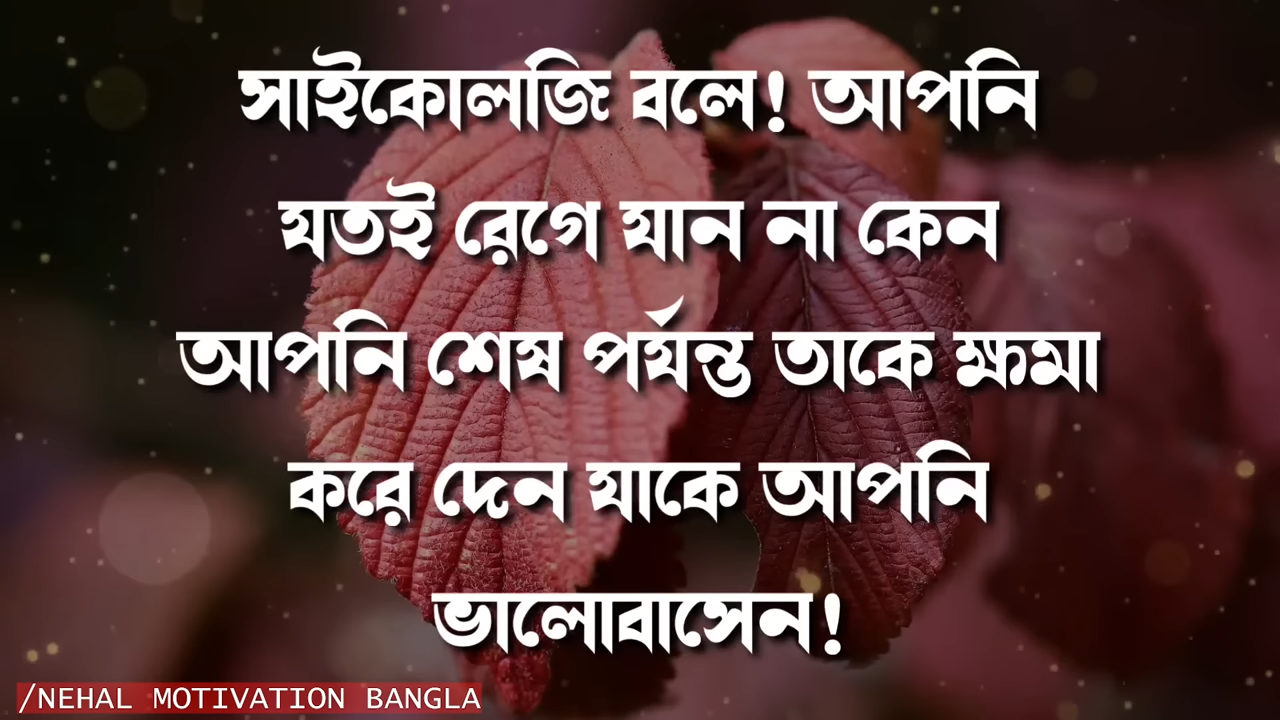 সাইকোলজি বলে! আপনি
যতই রেগে যান না কেন
আপনি শেষ পর্যন্ত তাকে ক্ষমা
করে দেন যাকে আপনি
ভালোবাসেন!
/NEHAL MOTIVATION BANGLA